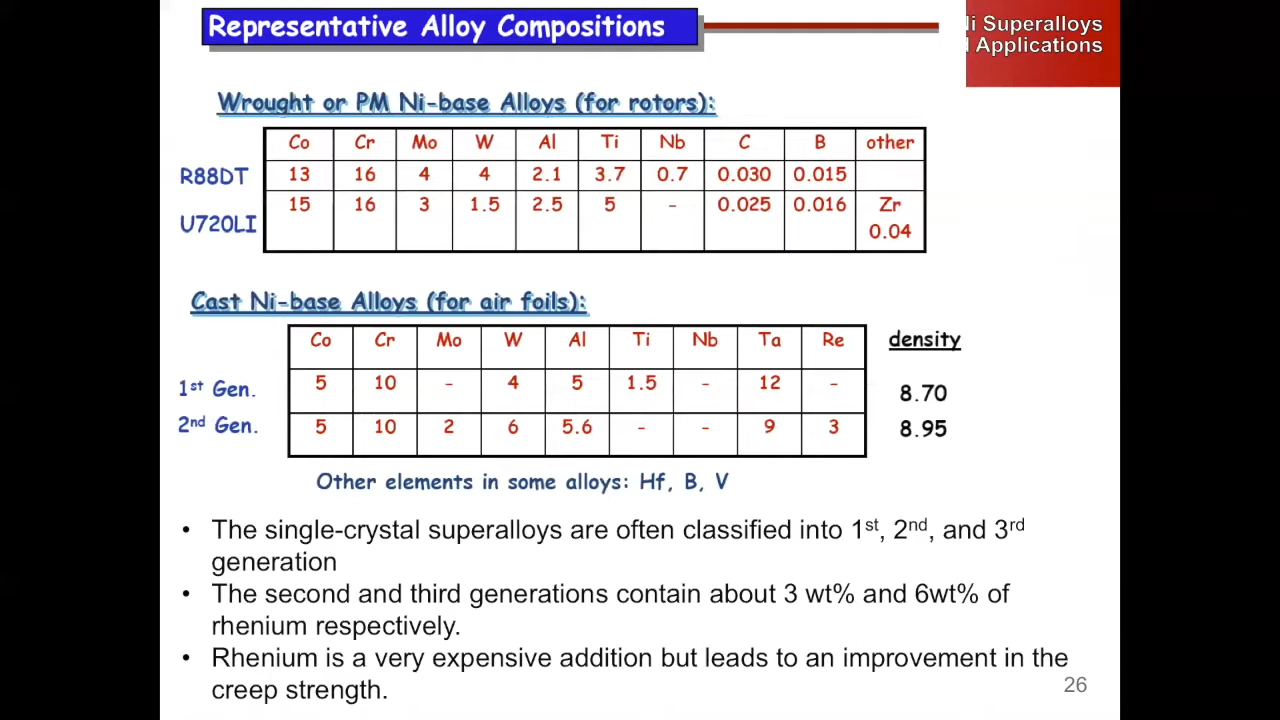 Representative Alloy Compositions
Ni Superalloys
Applications
Wrought or PM Ni-base Alloys (for rotors):
Co Cr Mo W Al Ti Nb C B other
R88DT 13 16 4 4 2.1 3.7 0.7 0.030 0.015
U720LI 15 16 3 1.5 2.5 5 - 0.025 0.016 Zr
0.04
Cast Ni-base Alloys (for air foils):
Co Cr Mo W Al Ti Nb Ta Re density
1st Gen. 5 10 - 4 5 1.5 - 12 - 8.70
2nd Gen. 5 10 2 6 5.6 - - 9 3 8.95
Other elements in some alloys: Hf, B, V
• The single-crystal superalloys are often classified into 1st, 2nd, and 3rd
generation
• The second and third generations contain about 3 wt% and 6wt% of
rhenium respectively.
• Rhenium is a very expensive addition but leads to an improvement in the
creep strength.
26